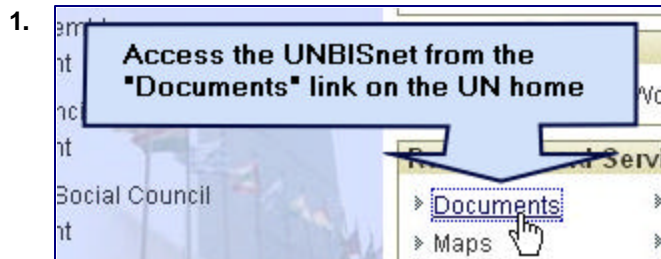 1.
Access the UNBISnet from the
"Documents" link on the UN home
Social Council
Documents
Maps